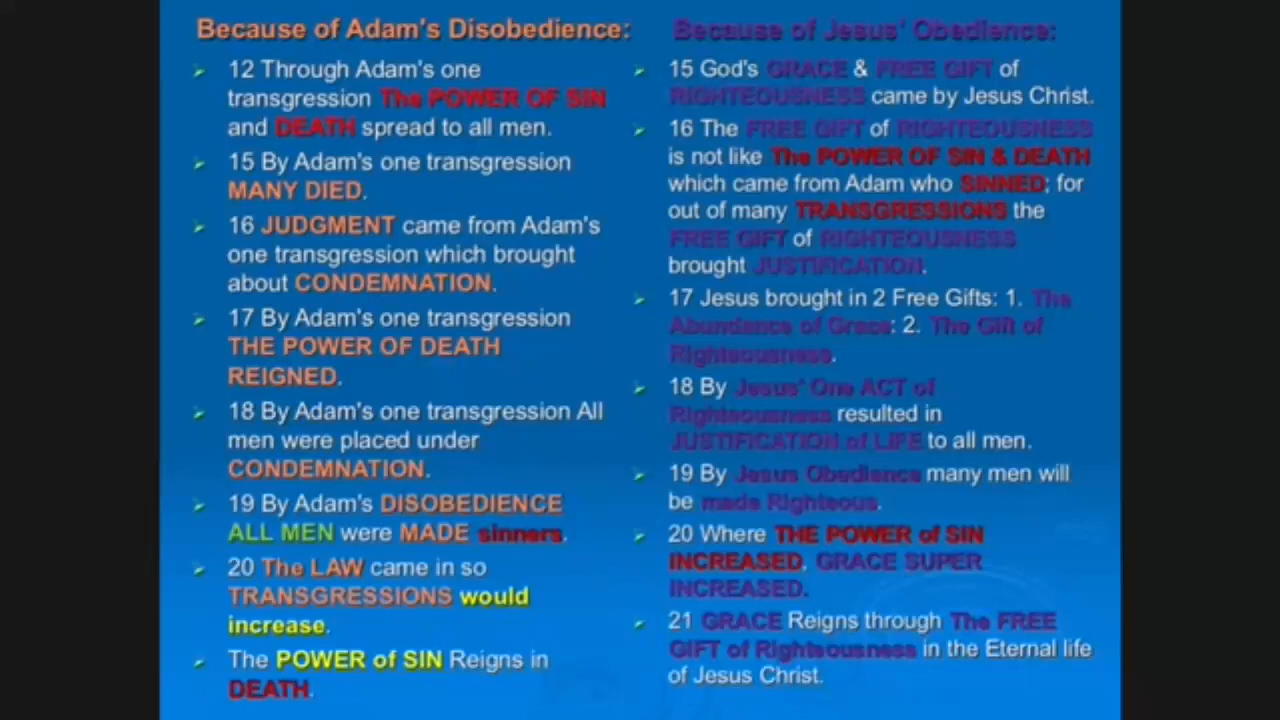 Because of Adam's Disobedience:
12 Through Adam's one
transgression The POWER OF SIN
and DEATH spread to all men.
15 By Adam's one transgression
MANY DIED.
16 JUDGMENT came from Adam's
one transgression which brought
about CONDEMNATION.
17 By Adam's one transgression
THE POWER OF DEATH
REIGNED.
18 By Adam's one transgression All
men were placed under
CONDEMNATION.
19 By Adam's DISOBEDIENCE
ALL MEN were MADE sinners.
20 The LAW came in so
TRANSGRESSIONS would
increase.
The POWER of SIN Reigns in
DEATH.
Because of Jesus' Obedience:
15 God's GRACE & FREE GIFT of
RIGHTEOUSNESS came by Jesus Christ.
16 The FREE GIFT of RIGHTEOUSNESS
is not like The POWER OF SIN & DEATH
which came from Adam who SINNED; for
out of many TRANSGRESSIONS the
FREE GIFT of RIGHTEOUSNESS
brought JUSTIFICATION.
17 Jesus brought in 2 Free Gifts: 1. The
Abundance of Grace: 2. The Gift of
Righteousness.
18 By Jesus' One ACT of
Righteousness resulted in
JUSTIFICATION of LIFE to all men.
19 By Jesus Obedience many men will
be made Righteous.
20 Where THE POWER of SIN
INCREASED, GRACE SUPER
INCREASED.
21 GRACE Reigns through The FREE
GIFT of Righteousness in the Eternal life
of Jesus Christ.